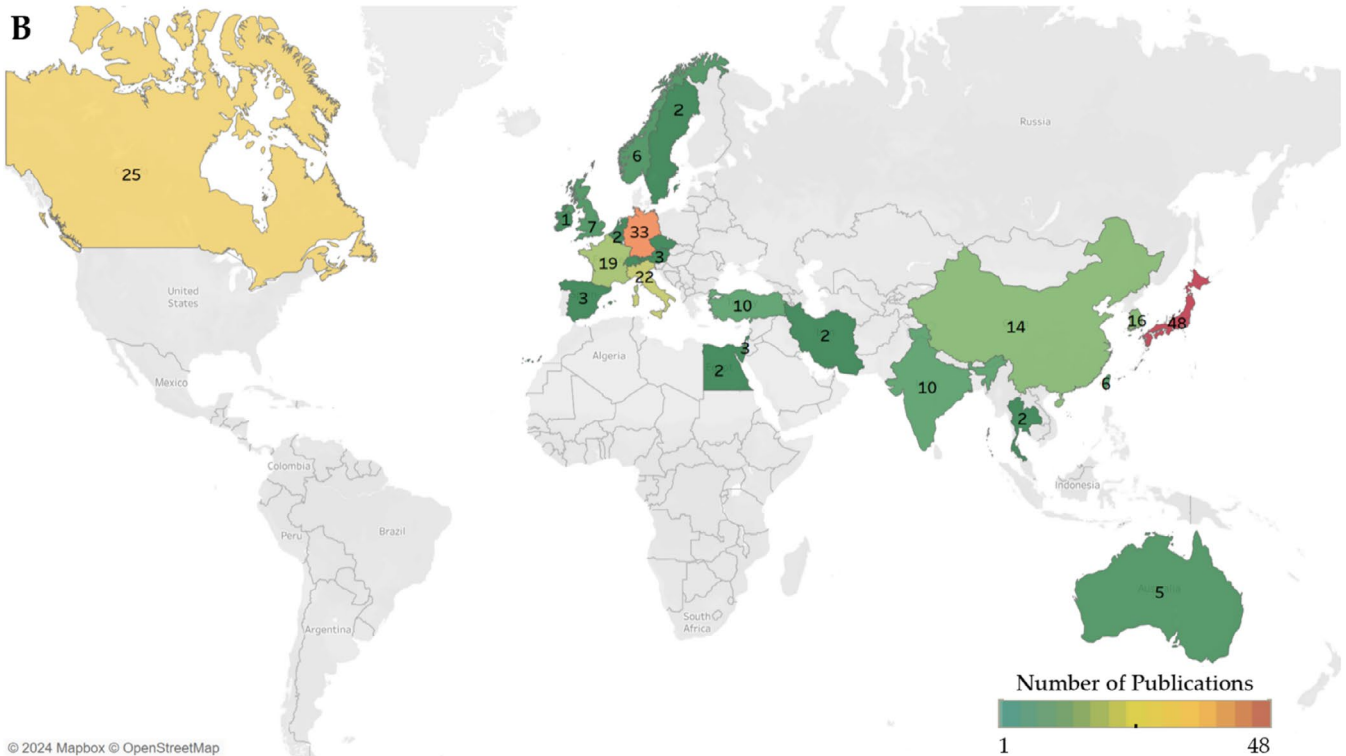 B
25
2
6
1
7
2
33
3
19
22
3
10
2
3
2
14
16
48
10
6
2
5
Russia
United
States
Mexico
Algeria
Colombia
Peru
Brazil
Argentina
South
Africa
Indonesia
Number of Publications
1 48
© 2024 Mapbox © OpenStreetMap